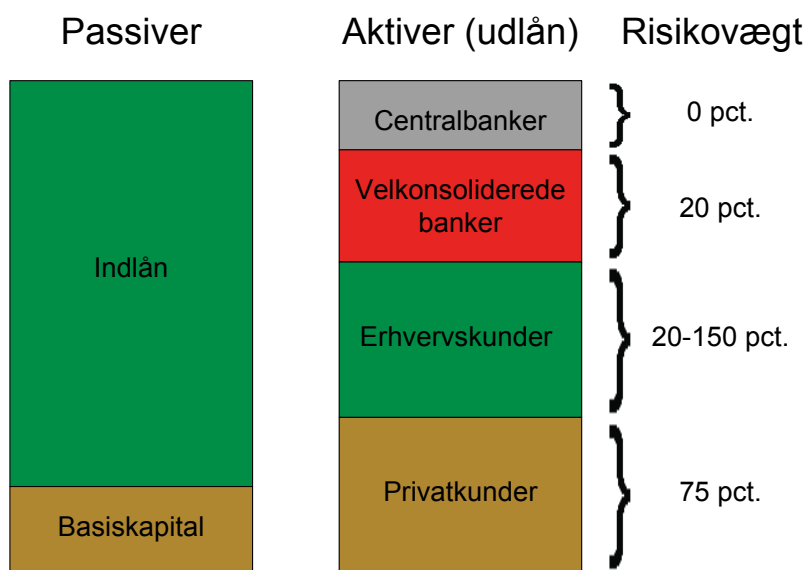 Passiver
Aktiver (udlån)
Risikovægt
Centralbanker
0 pct.
Velkonsoliderede
banker
20 pct.
Indlån
Erhvervskunder
20-150 pct.
Privatkunder
75 pct.
Basiskapital